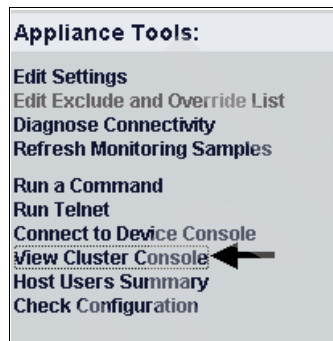 Appliance Tools:
Edit Settings
Edit Exclude and Override List
Diagnose Connectivity
Refresh Monitoring Samples
Run a Command
Run Telnet
Connect to Device Console
View Cluster Console
Host Users Summary
Check Configuration